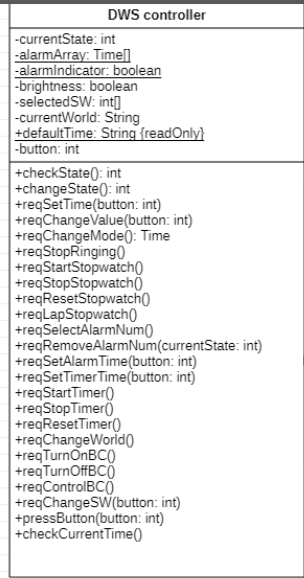 DWS controller
-currentState: int
-alarmArray: Time[]
-alarmIndicator: boolean
-brightness: boolean
-selectedSW: int[]
-currentWorld: String
+defaultTime: String {readOnly}
-button: int
+checkState(): int
+changeState(): int
+reqSetTime(button: int)
+reqChangeValue(button: int)
+reqChangeMode(): Time
+reqStopRinging()
+reqStartStopwatch()
+reqStopStopwatch()
+reqResetStopwatch()
+reqLapStopwatch()
+reqSelectAlarmNum()
+reqRemoveAlarmNum(currentState: int)
+reqSetAlarmTime(button: int)
+reqSetTimerTime(button: int)
+reqStartTimer()
+reqStopTimer()
+reqResetTimer()
+reqChangeWorld()
+reqTurnOnBC()
+reqTurnOffBC()
+reqControlBC()
+reqChangeSW(button: int)
+pressButton(button: int)
+checkCurrentTime()